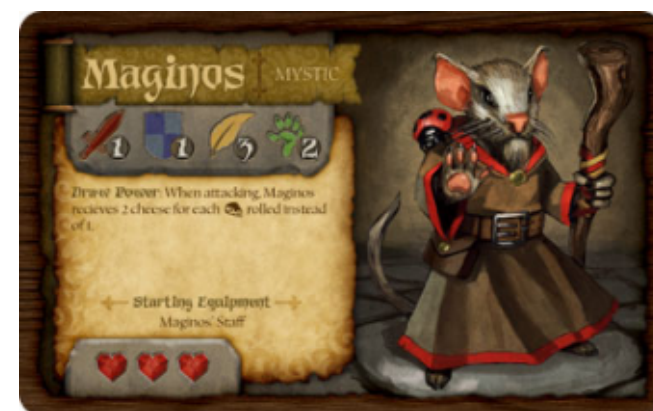 Maginos MYSTIC
1 1 3 2
Draw Power: When attacking, Maginos
recieves 2 cheese for each rolled instead
of 1.
Starting Equipment
Maginos' Staff